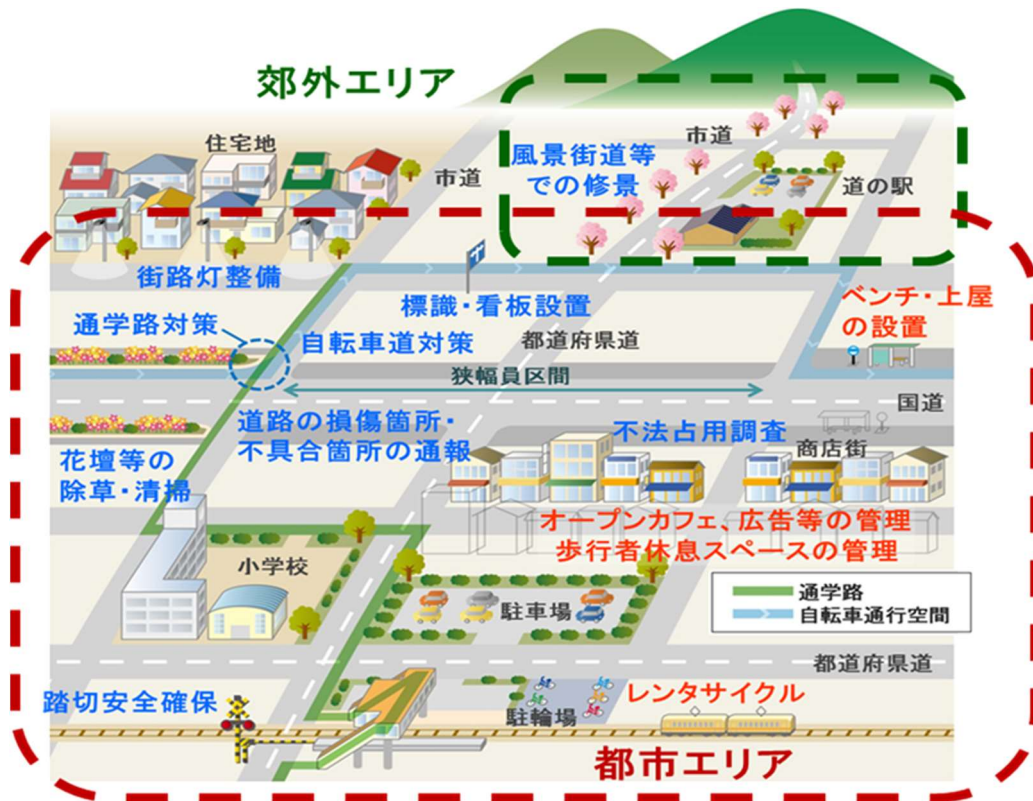 郊外エリア
住宅地
市道
市道
風景街道等
での修景
道の駅
街路灯整備
標識・看板設置
ベンチ・上屋
の設置
通学路対策
自転車道対策
都道府県道
狭幅員区間
国道
道路の損傷箇所・
不具合箇所の通報
不法占用調査
商店街
花壇等の
除草・清掃
オープンカフェ、広告等の管理
歩行者休息スペースの管理
小学校
駐車場
通学路
自転車通行空間
都道府県道
踏切安全確保
駐輪場
レンタサイクル
都市エリア